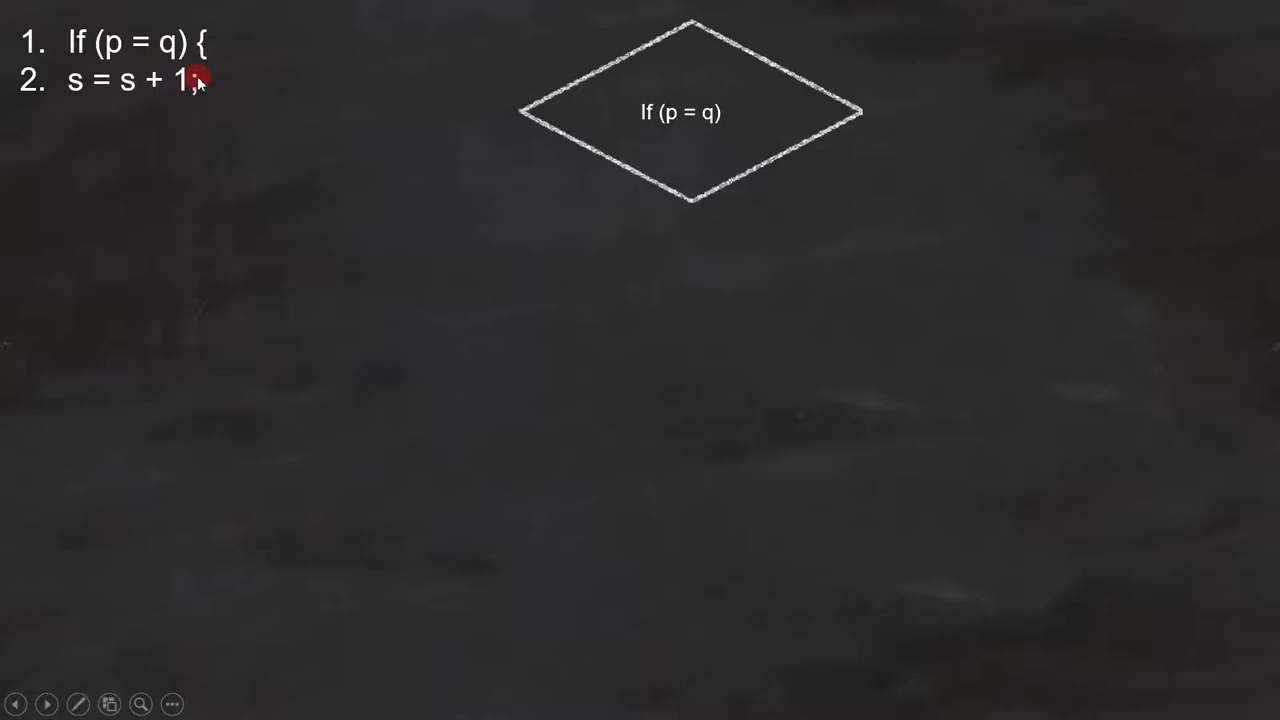 1. If (p = q) {
2. s = s + 1;
If (p = q)